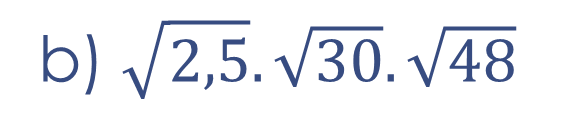 b) √2,5. √30. √48